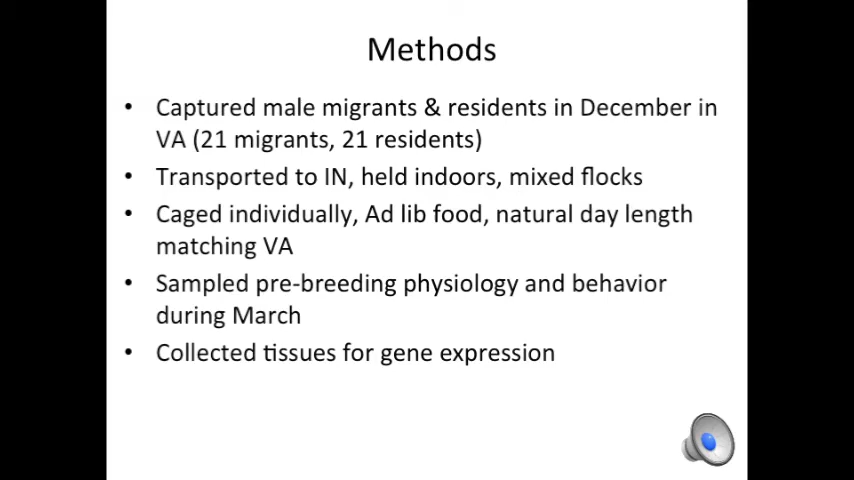 Methods
• Captured male migrants & residents in December in
VA (21 migrants, 21 residents)
• Transported to IN, held indoors, mixed flocks
• Caged individually, Ad lib food, natural day length
matching VA
• Sampled pre-breeding physiology and behavior
during March
• Collected tissues for gene expression